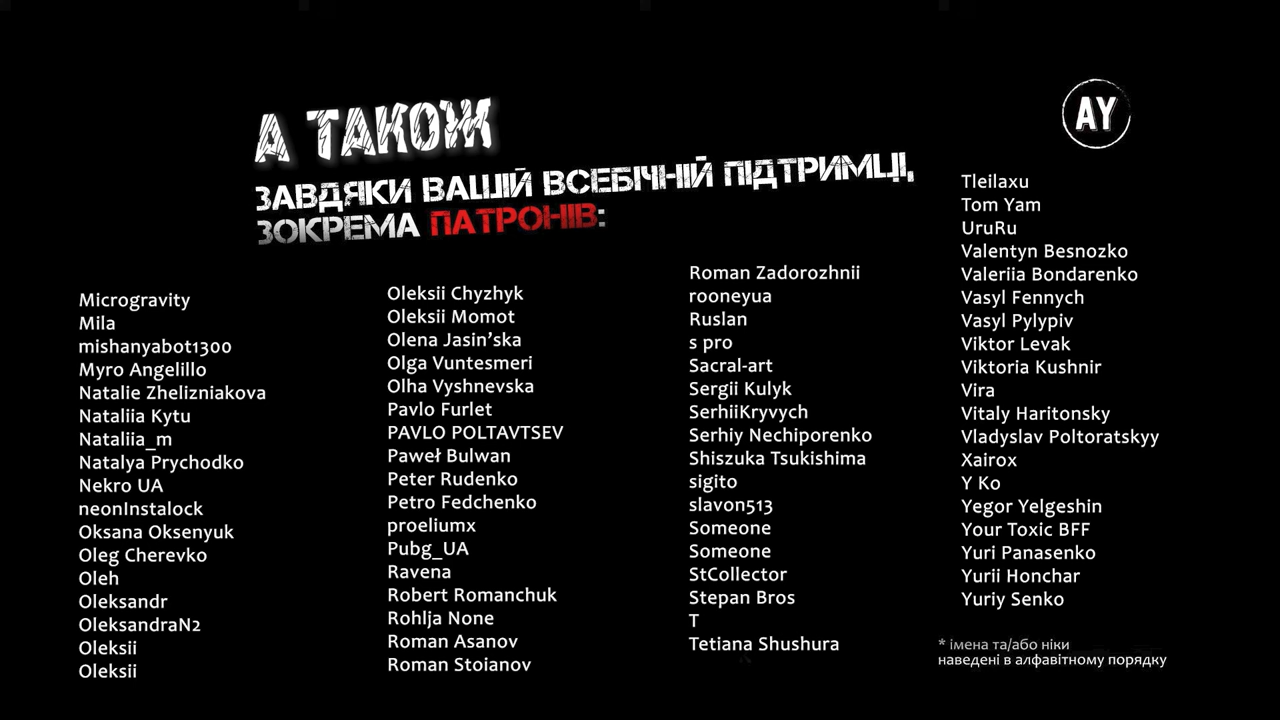 А ТАКОЖ
ЗАВДЯКИ ВАШІЙ ВСЕБІЧНІЙ ПІДТРИМЦІ,
ЗОКРЕМА ПАТРОНІВ:
AY
Microgravity
Mila
mishanyabot1300
Myro Angelillo
Natalie Zhelizniakova
Nataliia Kytu
Nataliia_m
Natalya Prychodko
Nekro UA
neonInstalock
Oksana Oksenyuk
Oleg Cherevko
Oleh
Oleksandr
OleksandraN2
Oleksii
Oleksii
Oleksii Chyzhyk
Oleksii Momot
Olena Jasin’ska
Olga Vuntesmeri
Olha Vyshnevska
Pavlo Furlet
PAVLO POLTAVTSEV
Paweł Bulwan
Peter Rudenko
Petro Fedchenko
proeliumx
Pubg_UA
Ravena
Robert Romanchuk
Rohlja None
Roman Asanov
Roman Stoianov
Roman Zadorozhnii
rooneyua
Ruslan
s pro
Sacral-art
Sergii Kulyk
SerhiiKryvych
Serhiy Nechiporenko
Shiszuka Tsukishima
sigito
slavon513
Someone
Someone
StCollector
Stepan Bros
T
Tetiana Shushura
Tleilaxu
Tom Yam
UruRu
Valentyn Besnozko
Valeriia Bondarenko
Vasyl Fennych
Vasyl Pylypiv
Viktor Levak
Viktoria Kushnir
Vira
Vitaly Haritonsky
Vladyslav Poltoratskyy
Xairox
Y Ko
Yegor Yelgeshin
Your Toxic BFF
Yuri Panasenko
Yurii Honchar
Yuriy Senko
* імена та/або ніки
наведені в алфавітному порядку